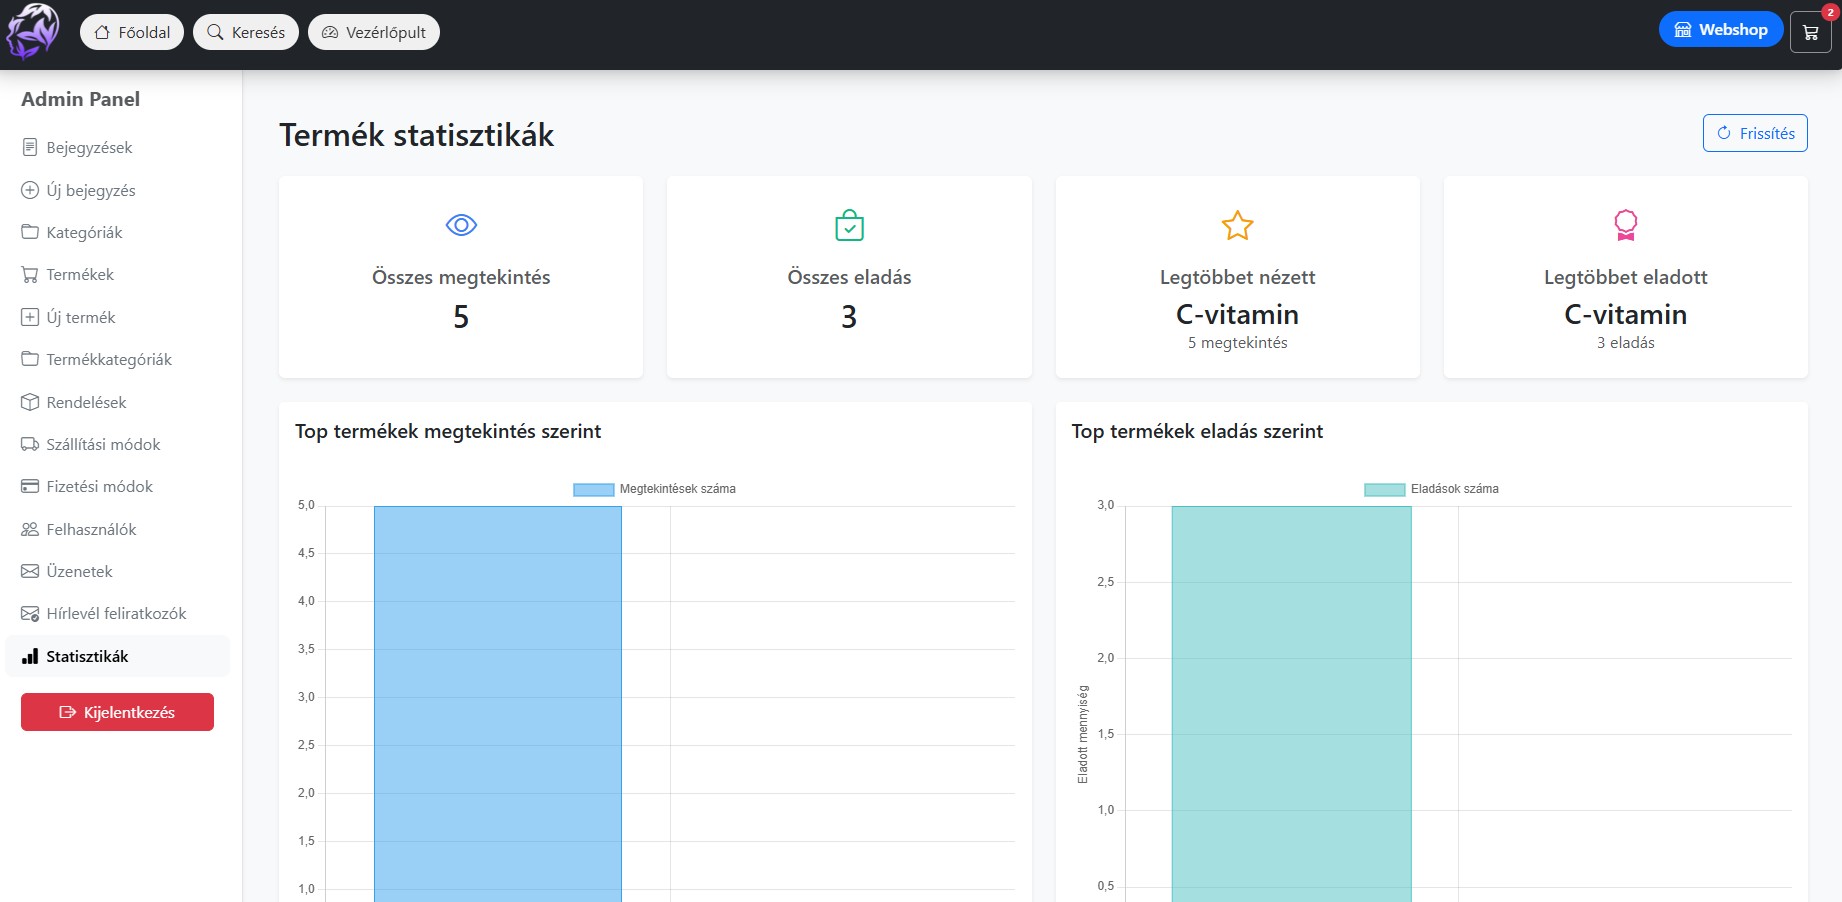 Főoldal
Keresés
Vezérlőpult
Webshop
2
Admin Panel
Bejegyzések
Új bejegyzés
Kategóriák
Termékek
Új termék
Termékkategóriák
Rendelések
Szállítási módok
Fizetési módok
Felhasználók
Üzenetek
Hírlevél feliratkozók
Statisztikák
Kijelentkezés
Termék statisztikák
Frissítés
Összes megtekintés
5
Összes eladás
3
Legtöbbet nézett
C-vitamin
5 megtekintés
Legtöbbet eladott
C-vitamin
3 eladás
Top termékek megtekintés szerint
Megtekintések száma
5,0
4,5
4,0
3,5
3,0
2,5
2,0
1,5
1,0
Top termékek eladás szerint
Eladások száma
Eladott mennyiség
3,0
2,5
2,0
1,5
1,0
0,5